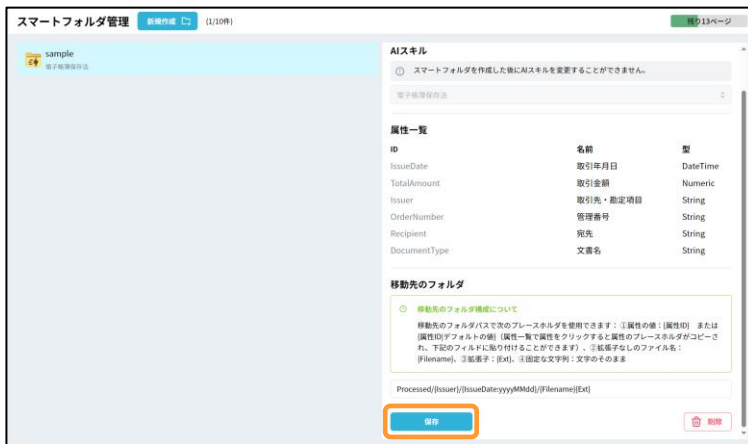 スマートフォルダ管理
新規作成
(1/10件)
残り13ページ
sample
電子帳簿保存法
AIスキル
スマートフォルダを作成した後にAIスキルを変更することができません。
電子帳簿保存法
属性一覧
ID 名前 型
IssueDate 取引年月日 DateTime
TotalAmount 取引金額 Numeric
Issuer 取引先・勘定項目 String
OrderNumber 管理番号 String
Recipient 宛先 String
DocumentType 文書名 String
移動先のフォルダ
移動先のフォルダ構成について
移動先のフォルダパスで次のプレースホルダを使用できます：①属性の値：{属性ID} または
{属性ID|デフォルトの値}（属性一覧で属性をクリックすると属性のプレースホルダがコピーさ
れ、下記のフィールドに貼り付けることができます）、②拡張子なしのファイル名：
{Filename}、③拡張子：{Ext}、④固定な文字列：文字のそのまま
Processed/{Issuer}/{IssueDate:yyyyMMdd}/{Filename}{Ext}
保存
削除